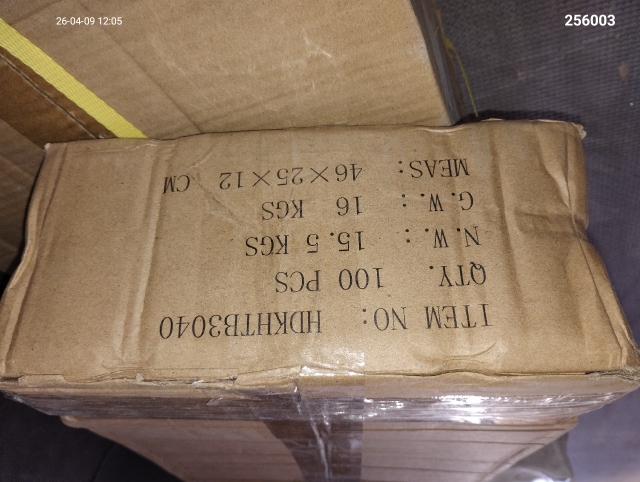 26-04-09 12:05
256003
ITEM NO: HDKHTB3040
QTY. 100 PCS
N.W.: 15.5 KGS
G.W.: 16 KGS
MEAS: 46×25×12 CM